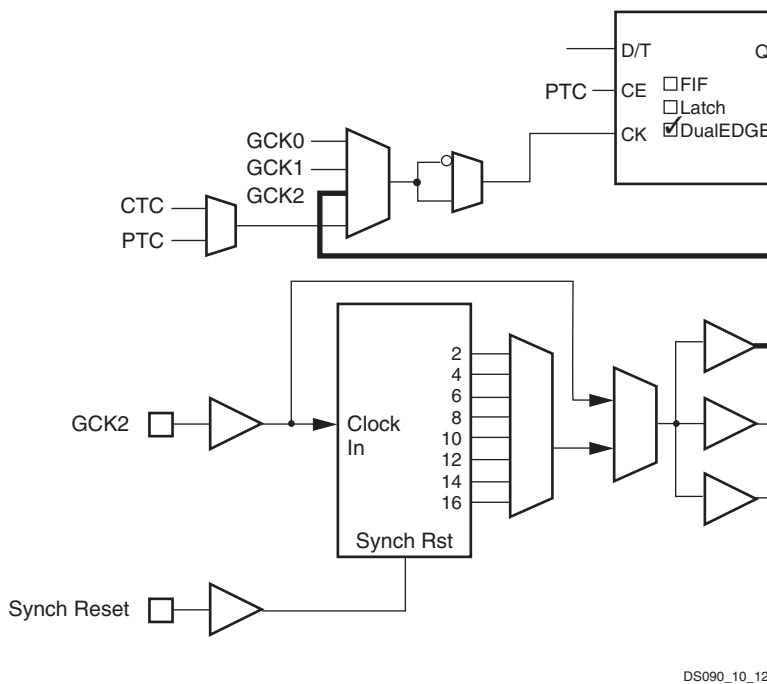 D/T
Q
PTC
CE
FIF
Latch
CK
DualEDGE
GCK0
GCK1
GCK2
CTC
PTC
2
4
6
8
10
12
14
16
GCK2
Clock
In
Synch Rst
Synch Reset
DS090_10_12